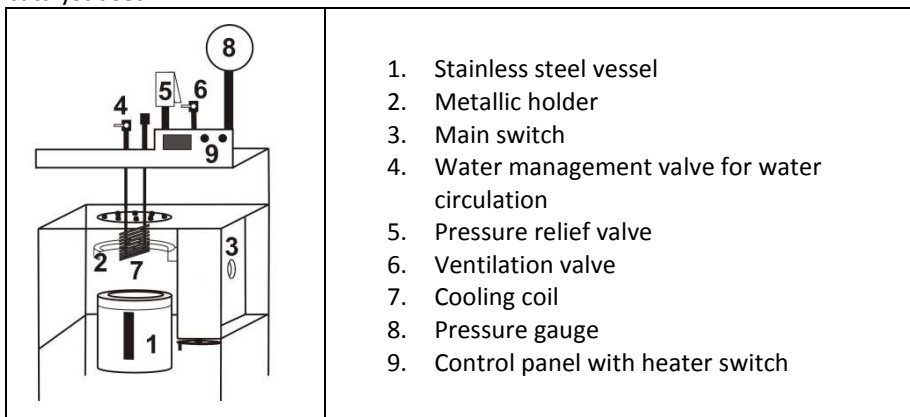 8
5
6
4
9
3
2
7
1
1. Stainless steel vessel
2. Metallic holder
3. Main switch
4. Water management valve for water
circulation
5. Pressure relief valve
6. Ventilation valve
7. Cooling coil
8. Pressure gauge
9. Control panel with heater switch